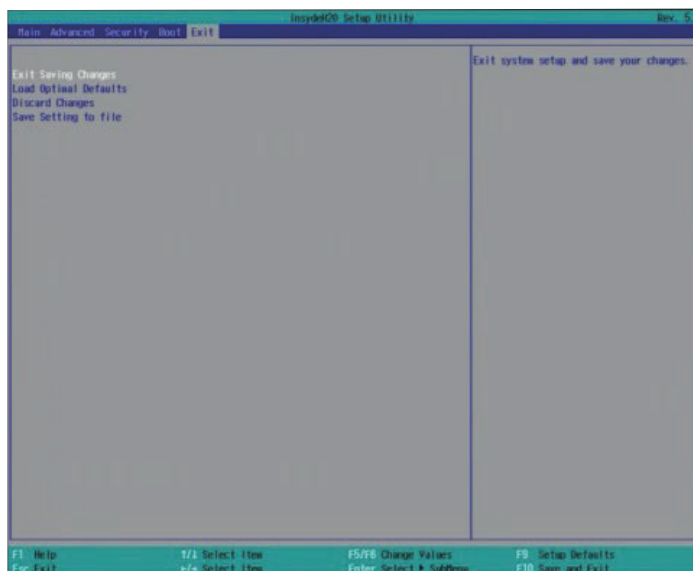 InsydeH20 Setup Utility Rev. 5.
Main Advanced Security Boot Exit
Exit system setup and save your changes.
Exit Saving Changes
Load Optimal Defaults
Discard Changes
Save Setting to file
F1 Help ↑/↓ Select Item F5/F6 Change Values F9 Setup Defaults
Esc Exit ←/→ Select Item Enter Select ▶ SubMenu F10 Save and Exit